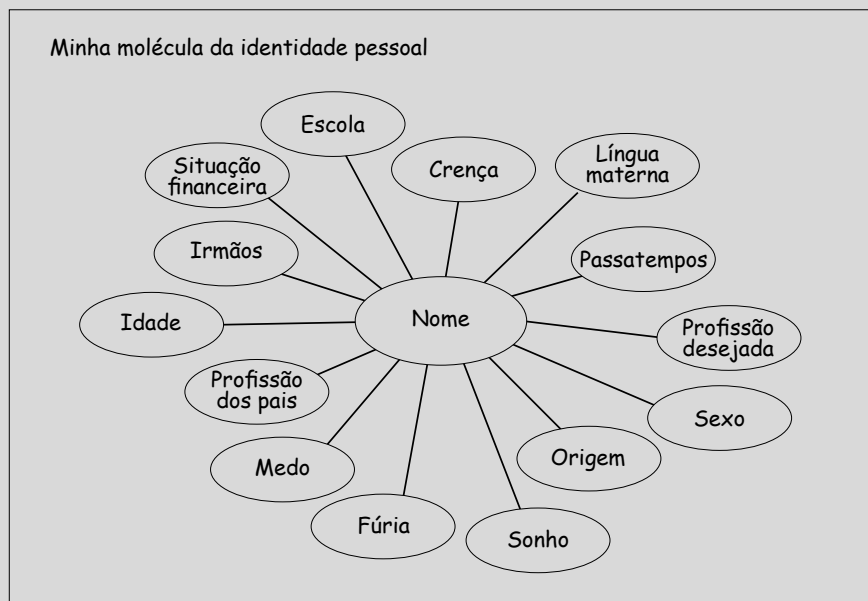 Minha molécula da identidade pessoal
Escola
Crença
Língua
materna
Situação
financeira
Irmãos
Passatempos
Idade
Nome
Profissão
desejada
Profissão
dos pais
Sexo
Medo
Origem
Fúria
Sonho